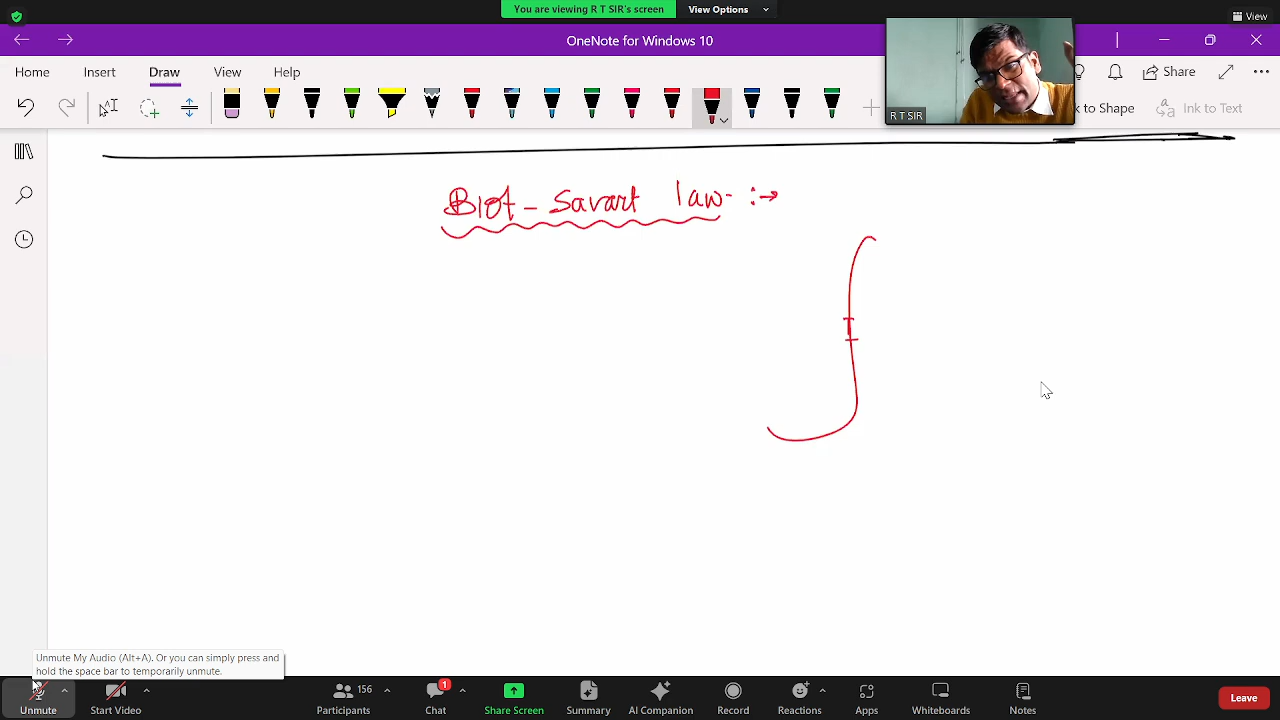 You are viewing R T SIR's screen
View Options
View
OneNote for Windows 10
Home
Insert
Draw
View
Help
Share
to Shape
Ink to Text
R T SIR
Biot-Savart law :→
Unmute My Audio (Alt+A). Or you can simply press and
hold the space bar to temporarily unmute.
Unmute
Start Video
156
Participants
1
Chat
Share Screen
Summary
AI Companion
Record
Reactions
Apps
Whiteboards
Notes
Leave